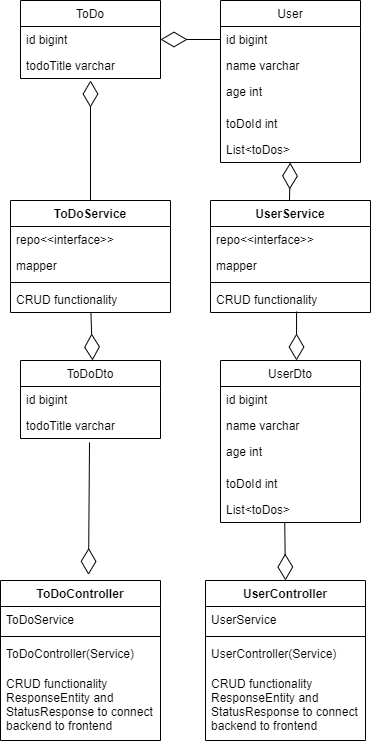 ToDo
id bigint
todoTitle varchar
User
id bigint
name varchar
age int
toDoId int
List<toDos>
ToDoService
repo<<interface>>
mapper
CRUD functionality
UserService
repo<<interface>>
mapper
CRUD functionality
ToDoDto
id bigint
todoTitle varchar
UserDto
id bigint
name varchar
age int
toDoId int
List<toDos>
ToDoController
ToDoService
ToDoController(Service)
CRUD functionality
ResponseEntity and
StatusResponse to connect
backend to frontend
UserController
UserService
UserController(Service)
CRUD functionality
ResponseEntity and
StatusResponse to connect
backend to frontend